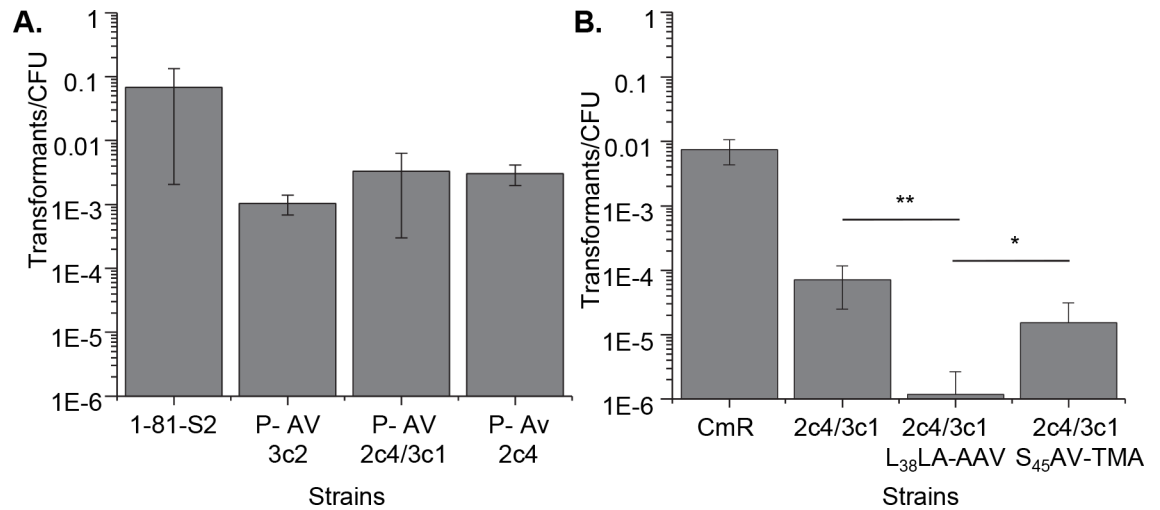 A.
Transformants/CFU
1
0.1
0.01
1E-3
1E-4
1E-5
1E-6
1-81-S2
P- AV
3c2
P- AV
2c4/3c1
P- Av
2c4
Strains
B.
Transformants/CFU
1
0.1
0.01
1E-3
1E-4
1E-5
1E-6
**
*
CmR
2c4/3c1
2c4/3c1
L₃₈LA-AAV
2c4/3c1
S₄₅AV-TMA
Strains